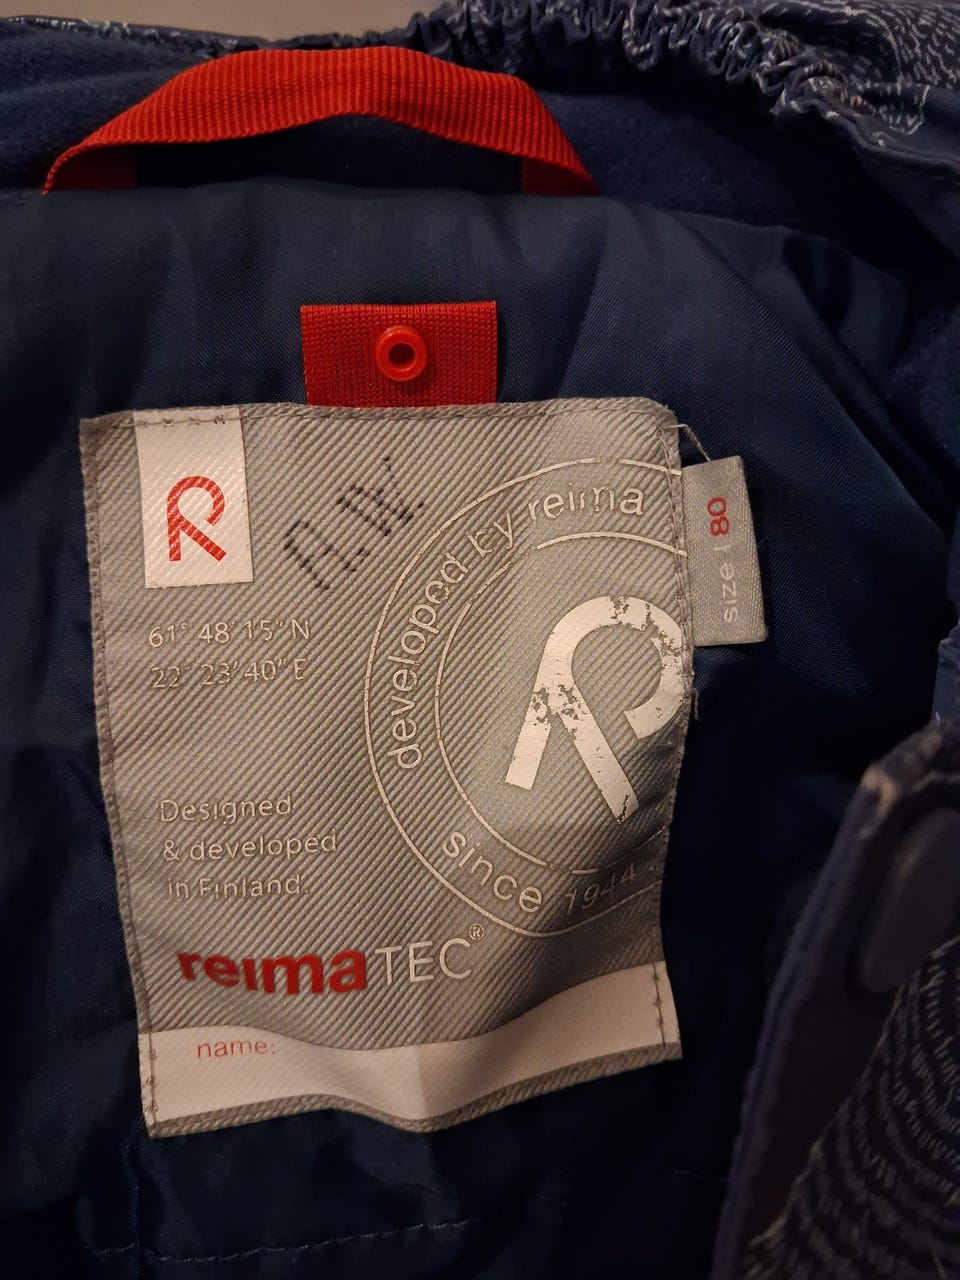 A.W
developed by reima
since 1944
size | 80
61° 48' 15" N
22° 23' 40" E
Designed
& developed
in Finland.
reimaTEC®
name: